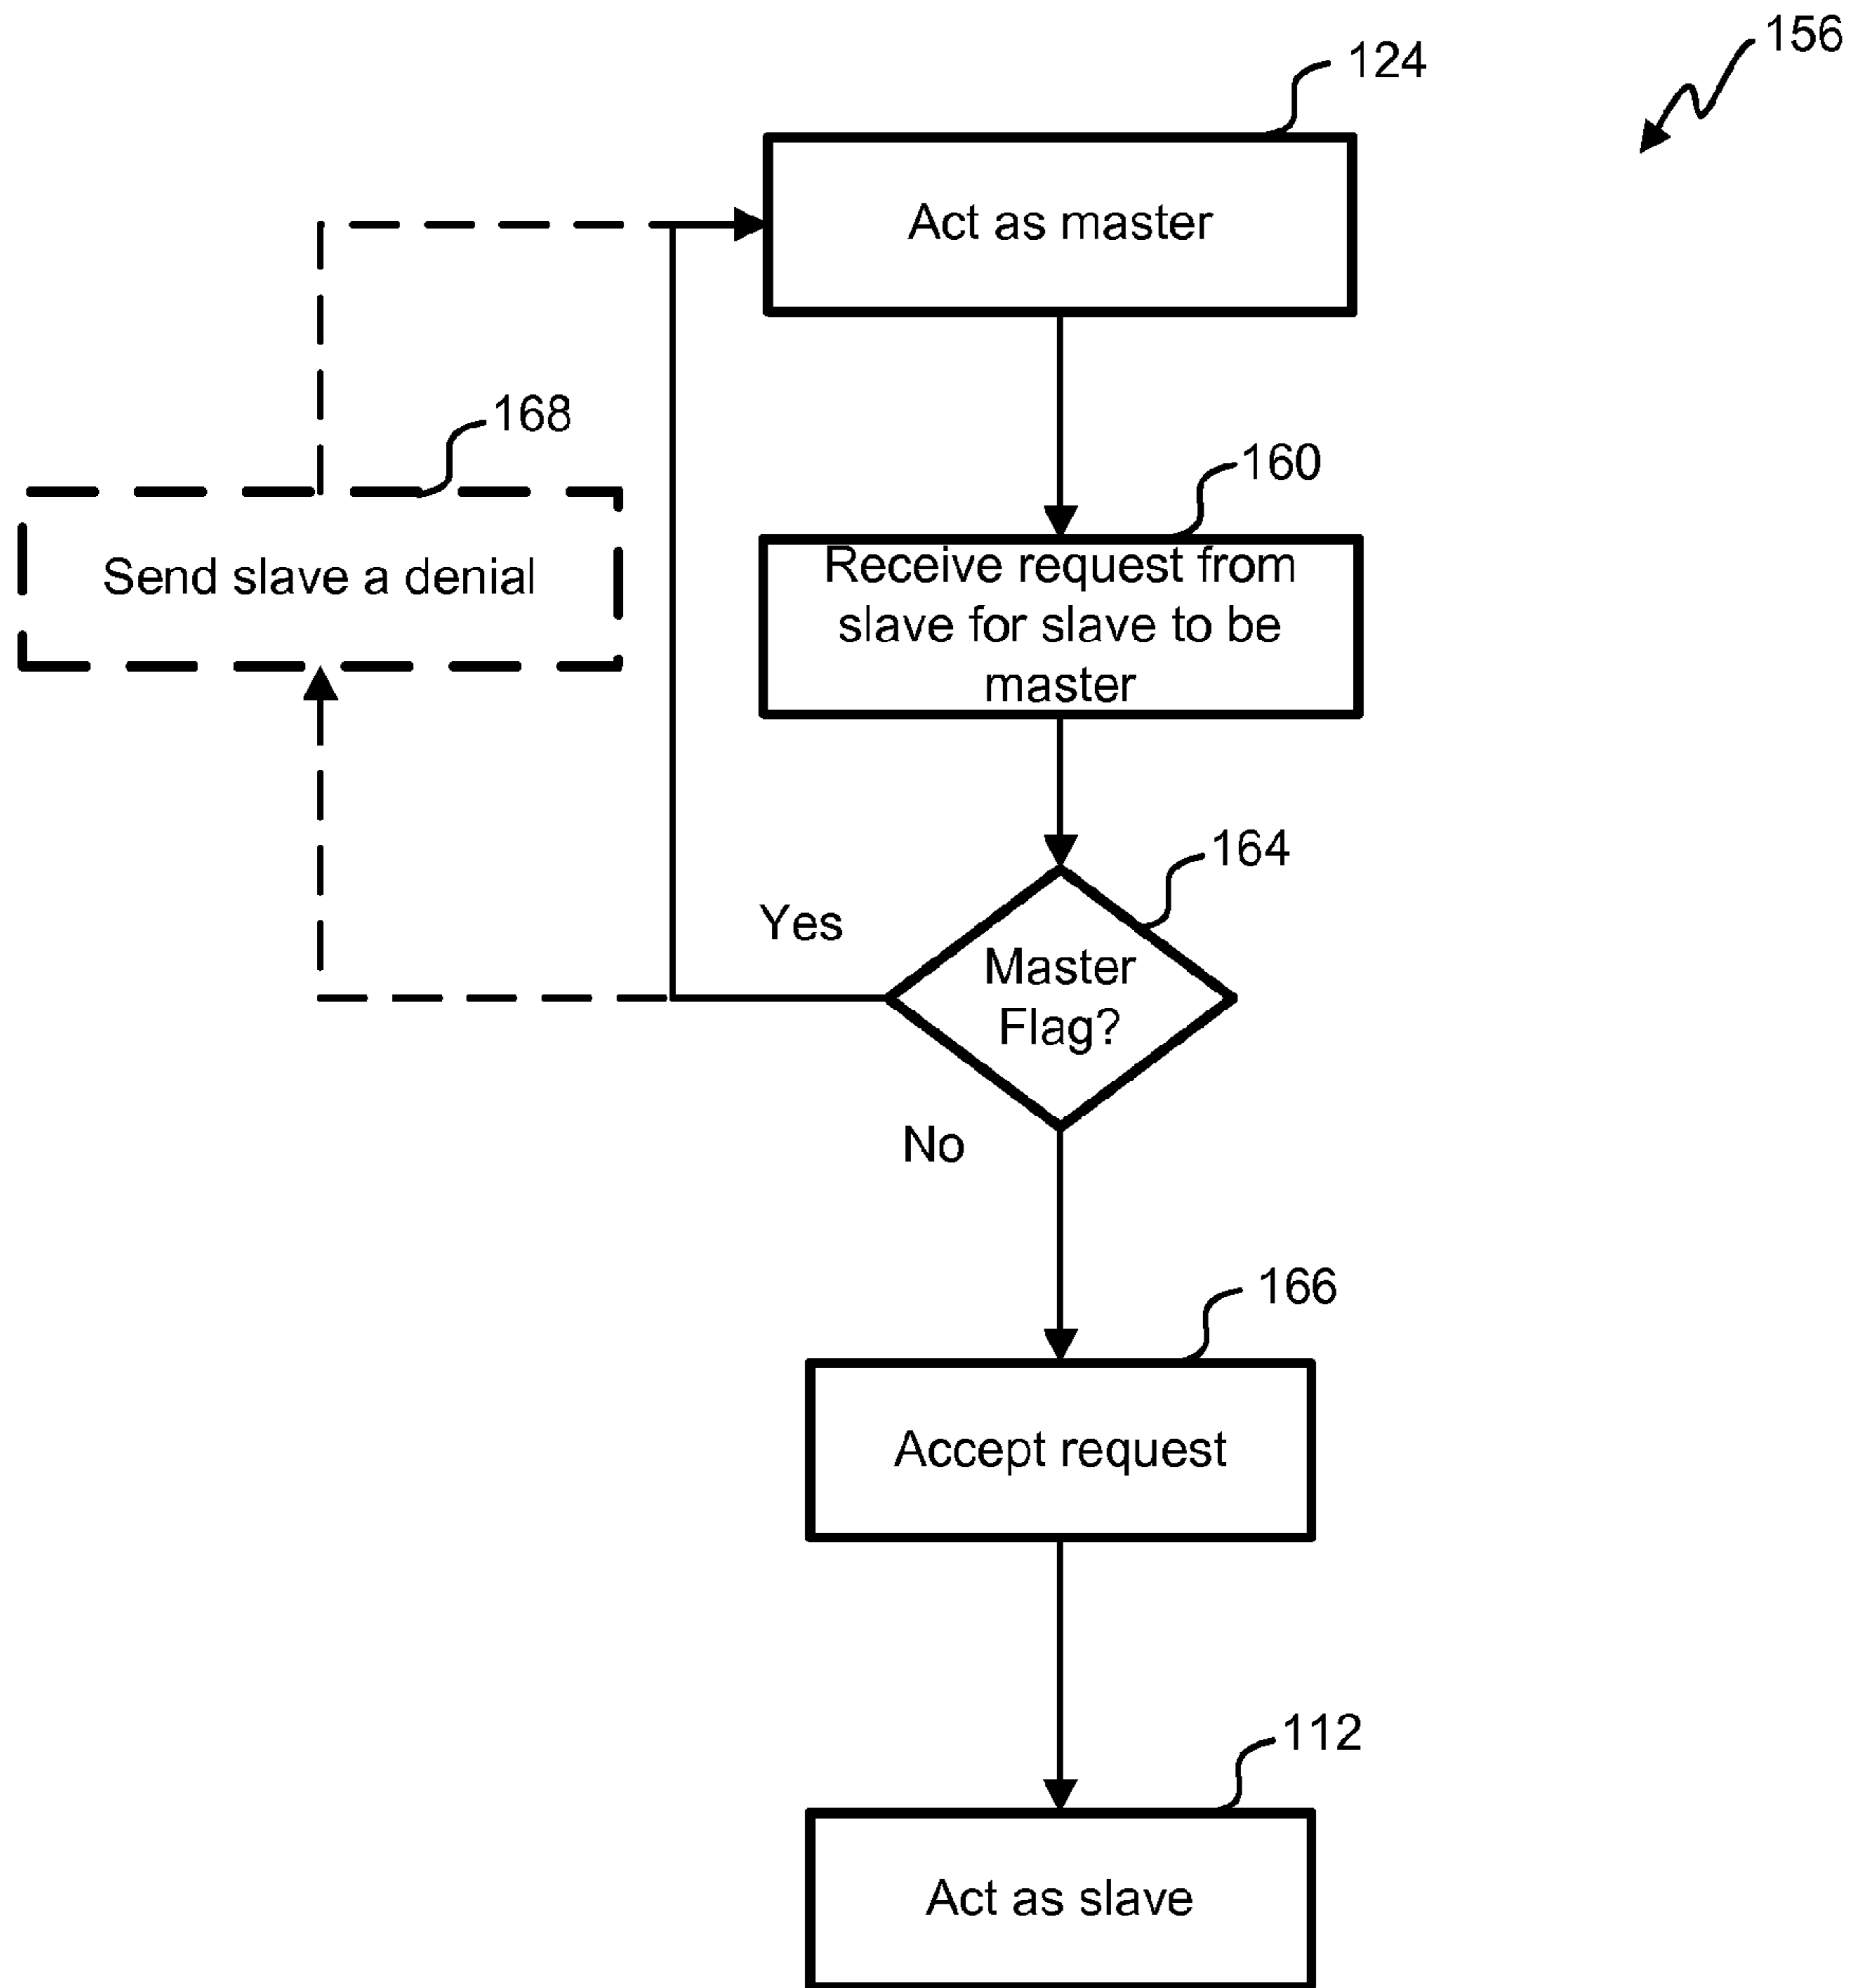 156
124
Act as master
168
160
Send slave a denial
Receive request from
slave for slave to be
master
164
Yes
Master
Flag?
No
166
Accept request
112
Act as slave